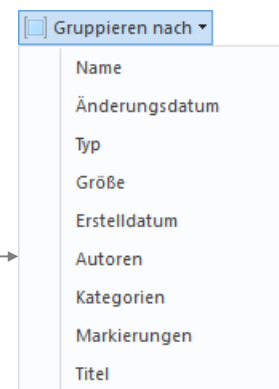 Gruppieren nach
Name
Änderungsdatum
Typ
Größe
Erstelldatum
Autoren
Kategorien
Markierungen
Titel